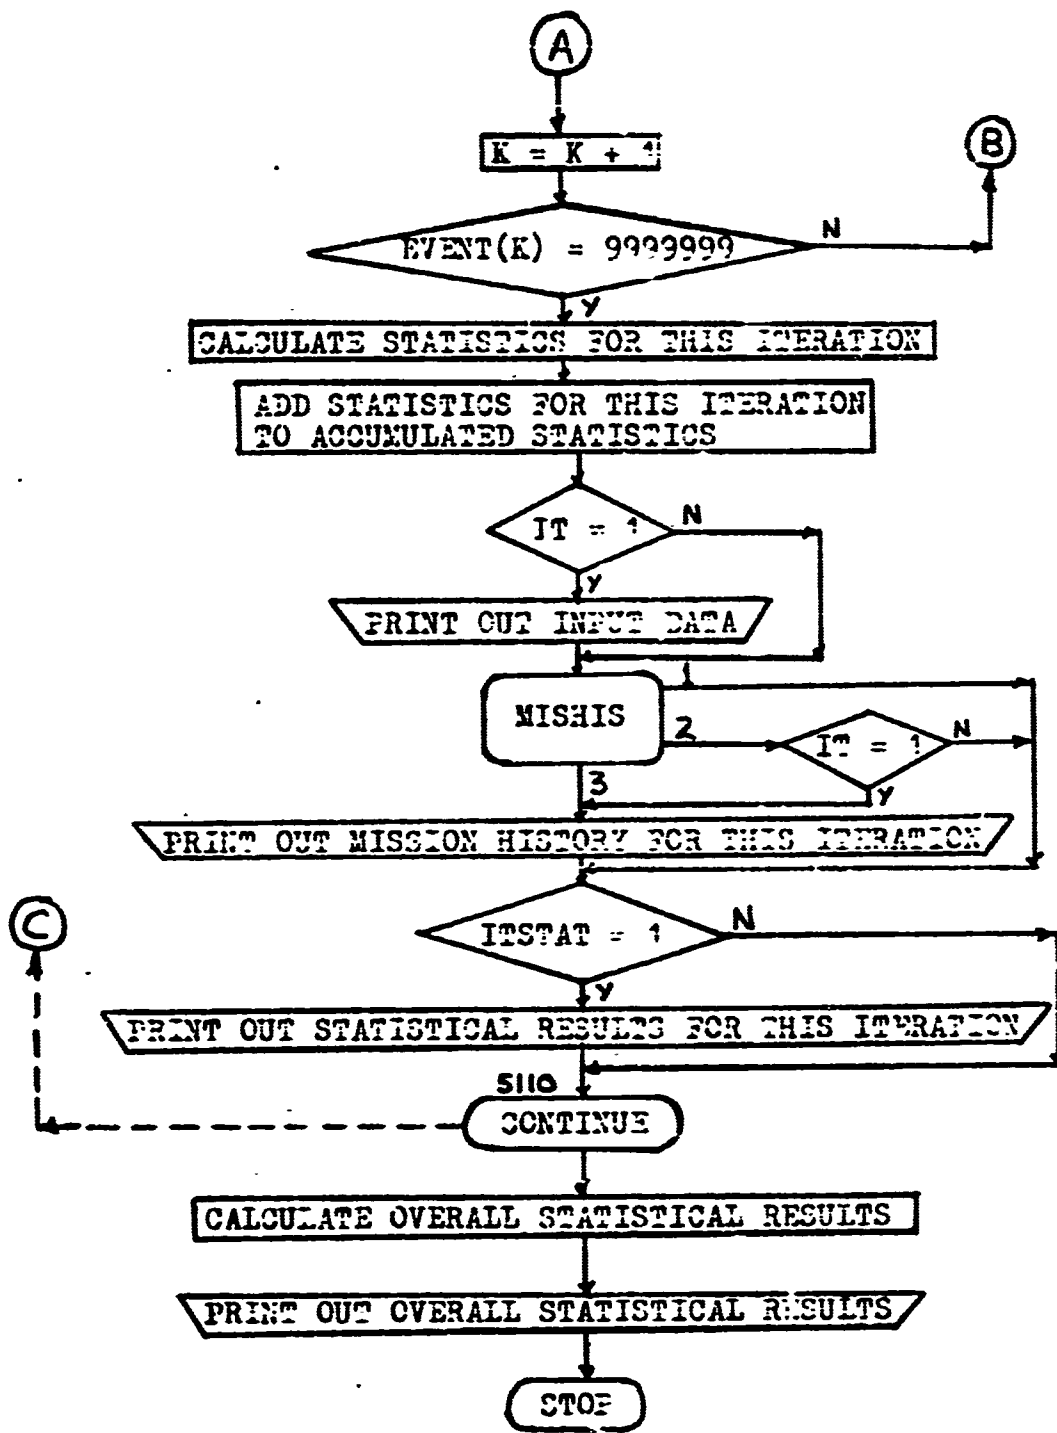 A
K = K + 1
B
EVENT(K) = 9999999
N
Y
CALCULATE STATISTICS FOR THIS ITERATION
ADD STATISTICS FOR THIS ITERATION
TO ACCUMULATED STATISTICS
IT = 1
N
Y
PRINT OUT INPUT DATA
1
MISHIS
2
IT = 1
N
Y
3
PRINT OUT MISSION HISTORY FOR THIS ITERATION
C
ITSTAT = 1
N
Y
PRINT OUT STATISTICAL RESULTS FOR THIS ITERATION
5110
CONTINUE
CALCULATE OVERALL STATISTICAL RESULTS
PRINT OUT OVERALL STATISTICAL RESULTS
STOP